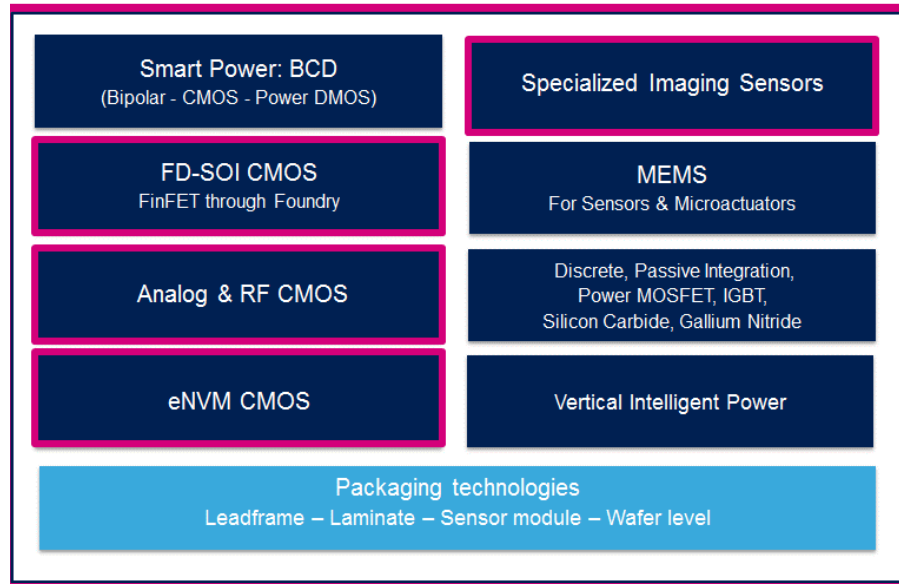 Smart Power: BCD
(Bipolar - CMOS - Power DMOS)
Specialized Imaging Sensors
FD-SOI CMOS
FinFET through Foundry
MEMS
For Sensors & Microactuators
Analog & RF CMOS
Discrete, Passive Integration,
Power MOSFET, IGBT,
Silicon Carbide, Gallium Nitride
eNVM CMOS
Vertical Intelligent Power
Packaging technologies
Leadframe – Laminate – Sensor module – Wafer level